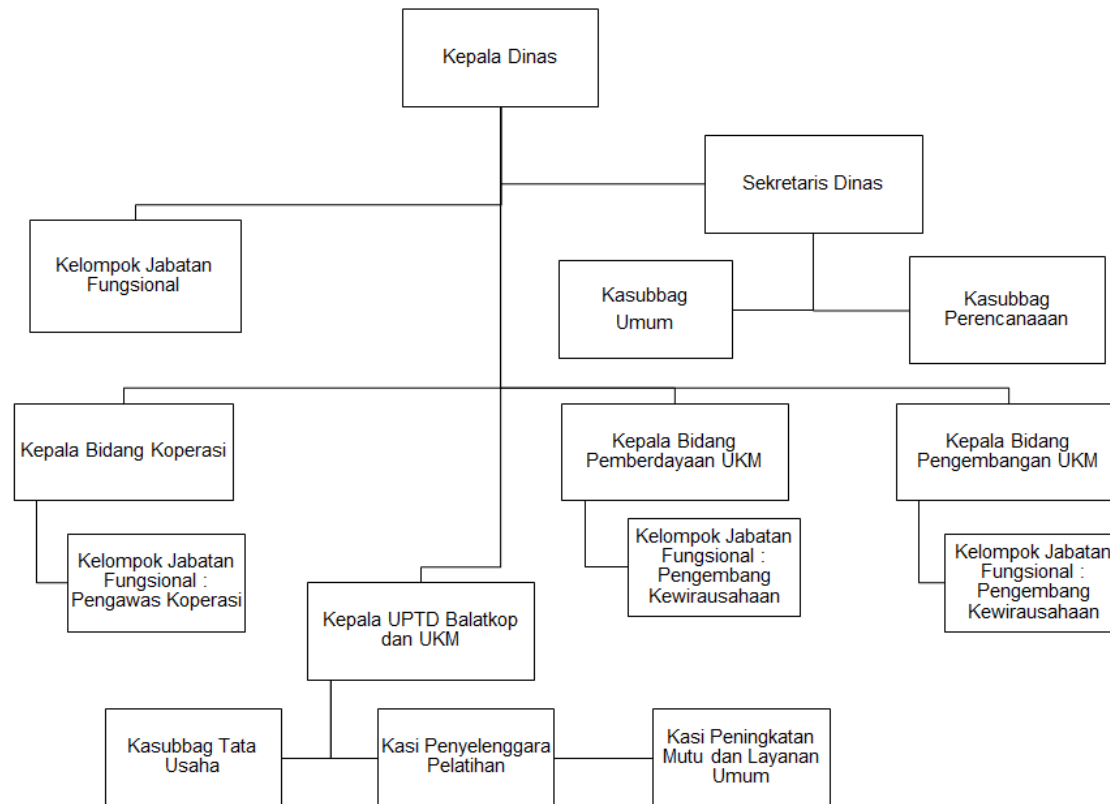 Kepala Dinas
Sekretaris Dinas
Kelompok Jabatan
Fungsional
Kasubbag
Umum
Kasubbag
Perencanaaan
Kepala Bidang Koperasi
Kepala Bidang
Pemberdayaan UKM
Kepala Bidang
Pengembangan UKM
Kelompok Jabatan
Fungsional :
Pengawas Koperasi
Kelompok Jabatan
Fungsional :
Pengembang
Kewirausahaan
Kelompok Jabatan
Fungsional :
Pengembang
Kewirausahaan
Kepala UPTD Balatkop
dan UKM
Kasubbag Tata
Usaha
Kasi Penyelenggara
Pelatihan
Kasi Peningkatan
Mutu dan Layanan
Umum